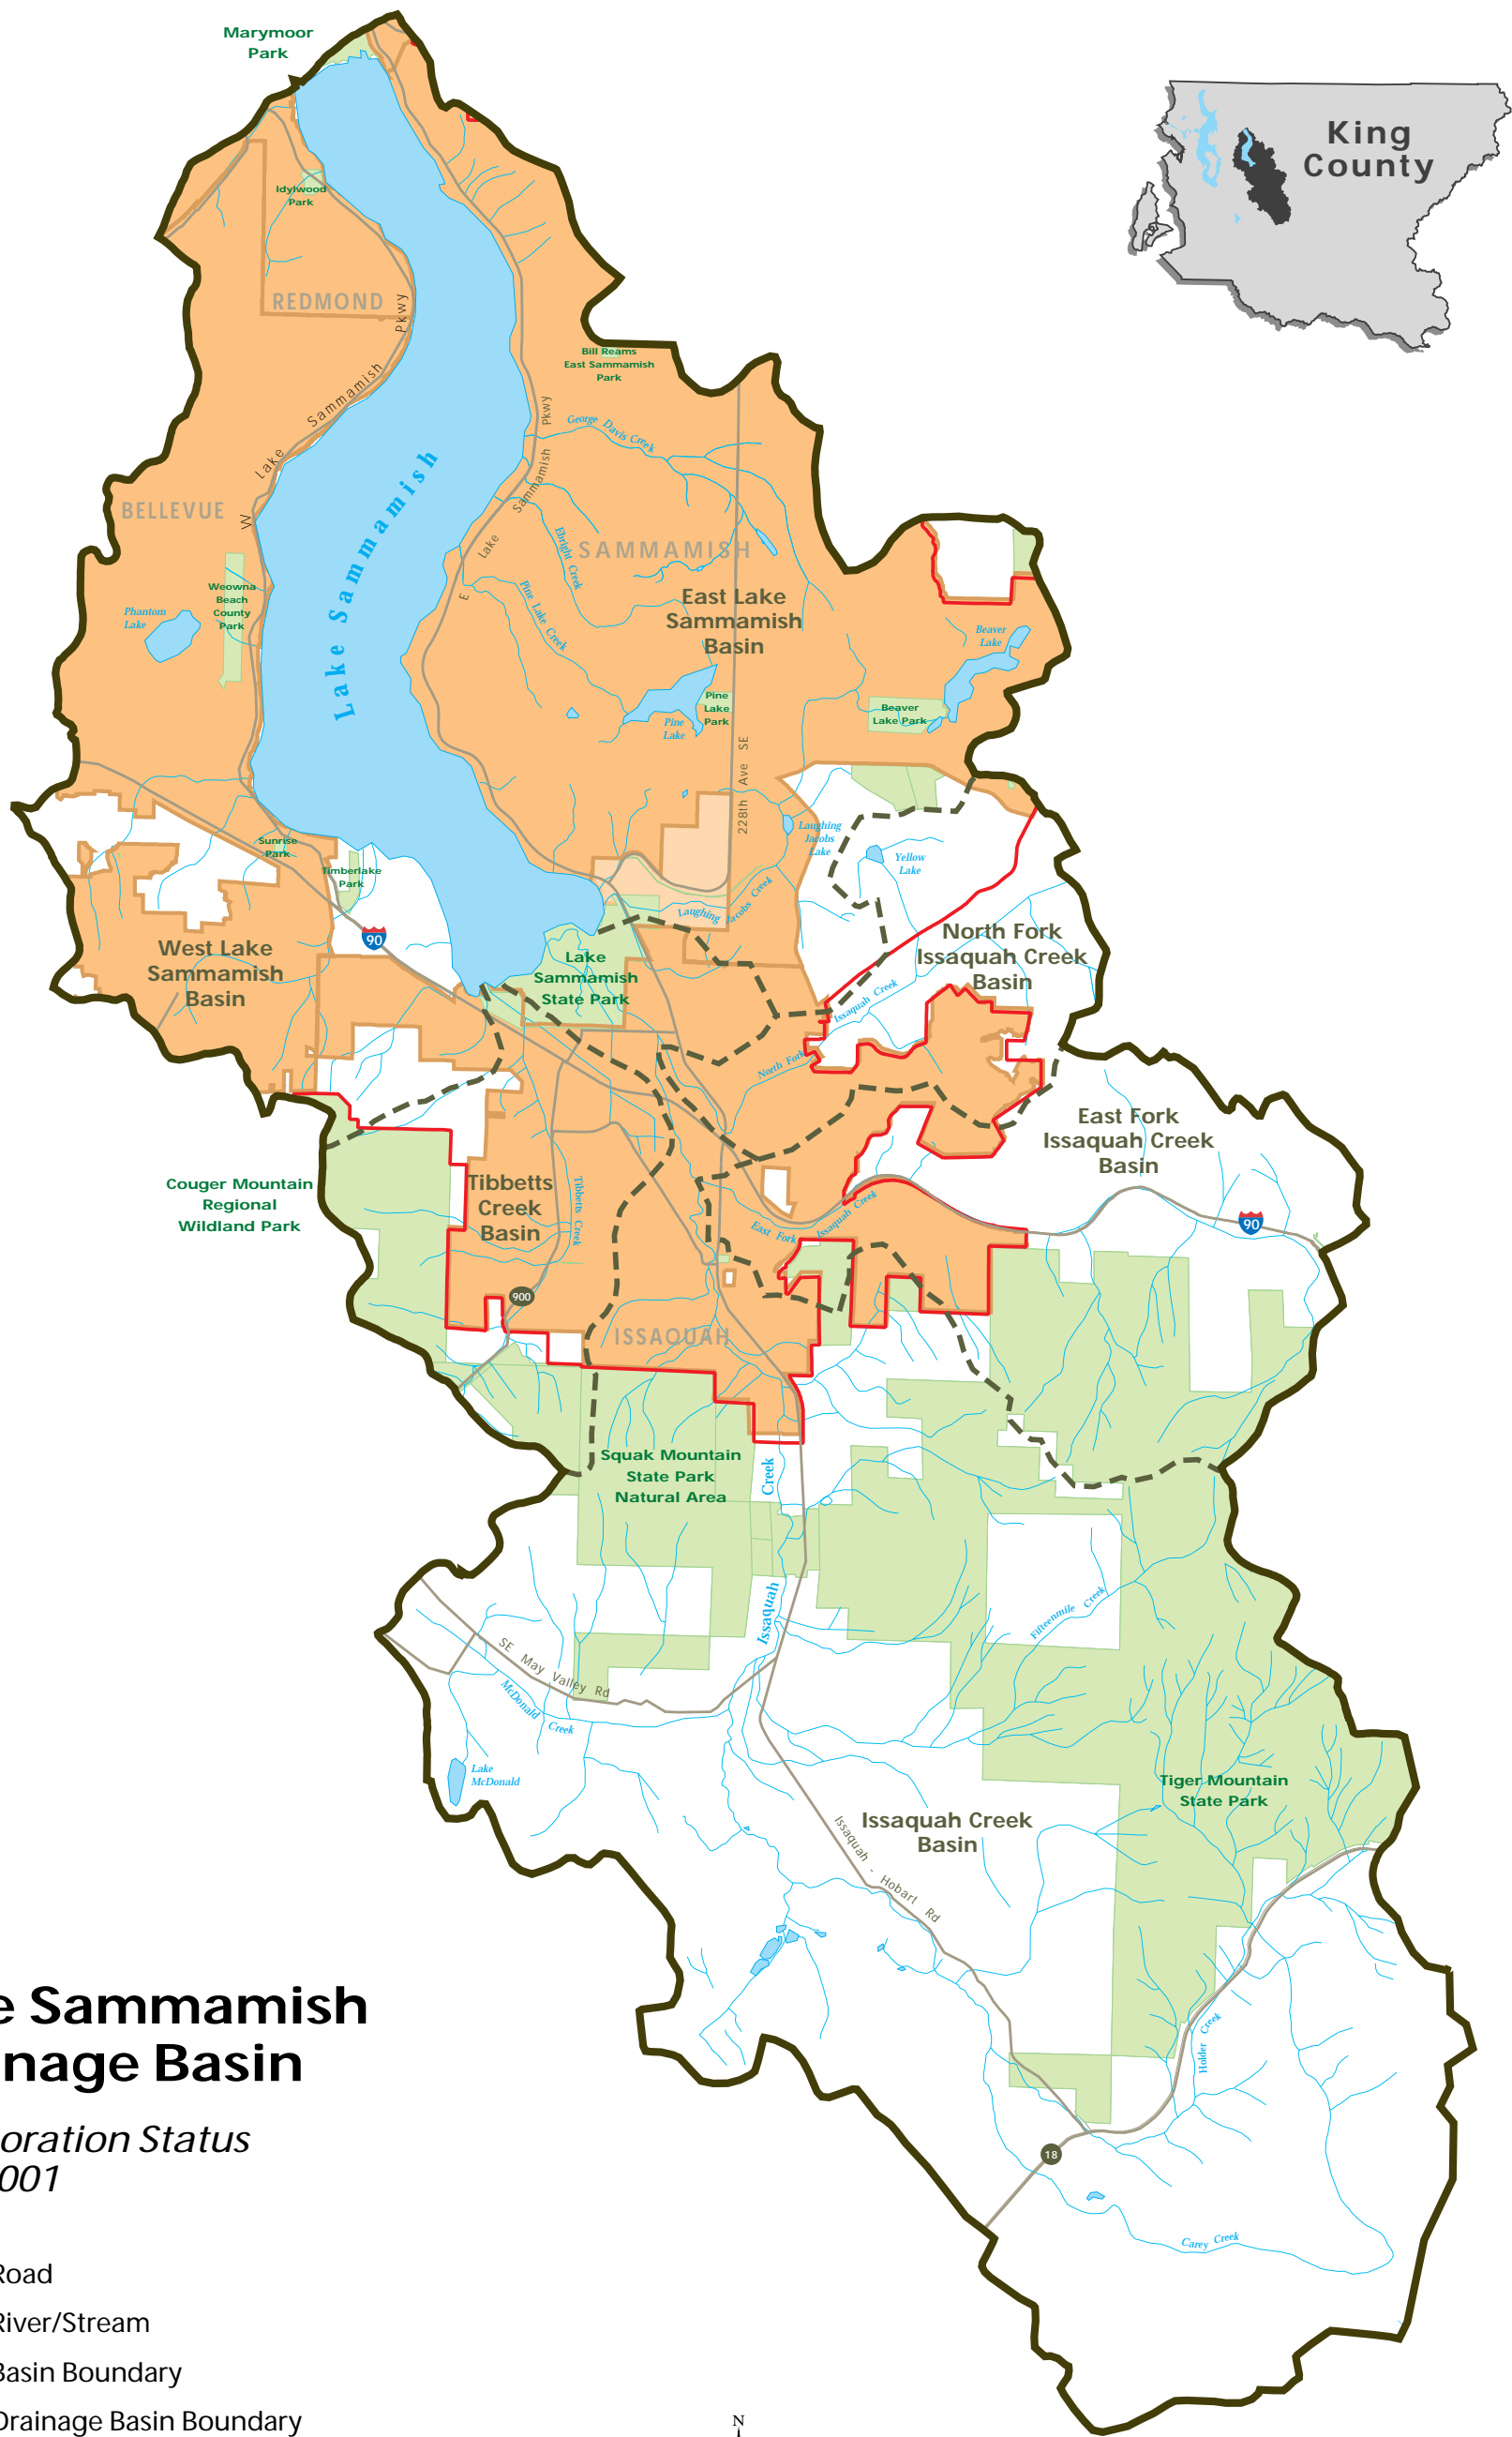 Marymoor
Park
King
County
Idylwood
Park
REDMOND
Pkwy
Sammamish
Lake
W
Bill Reams
East Sammamish
Park
George Davis Creek
Pkwy
Sammamish
Lake
E
BELLEVUE
Lake Sammamish
SAMMAMISH
Ebright Creek
Pine Lake Creek
East Lake
Sammamish
Basin
Weowna
Beach
County
Park
Phantom
Lake
Beaver
Lake
Pine
Lake
Park
Pine
Lake
Beaver
Lake Park
228th Ave SE
Sunrise
Park
Timberlake
Park
Laughing
Jacobs
Lake
Yellow
Lake
Laughing Jacobs Creek
90
West Lake
Sammamish
Basin
Lake
Sammamish
State Park
North Fork
Issaquah Creek
Basin
North Fork Issaquah Creek
East Fork
Issaquah Creek
Basin
Couger Mountain
Regional
Wildland Park
Tibbetts
Creek
Basin
Tibbetts Creek
East Fork Issaquah Creek
90
900
ISSAQUAH
Squak Mountain
State Park
Natural Area
Issaquah Creek
Fifteenmile Creek
SE May Valley Rd
McDonald Creek
Lake
McDonald
Tiger Mountain
State Park
Issaquah Creek
Basin
Issaquah - Hobart Rd
Holder Creek
18
Carey Creek
e Sammamish
nage Basin
oration Status
001
Road
River/Stream
Basin Boundary
Drainage Basin Boundary
N